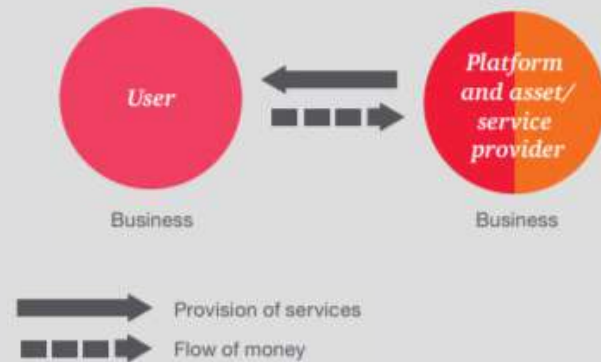 User
Platform
and asset/
service
provider
Business
Business
Provision of services
Flow of money